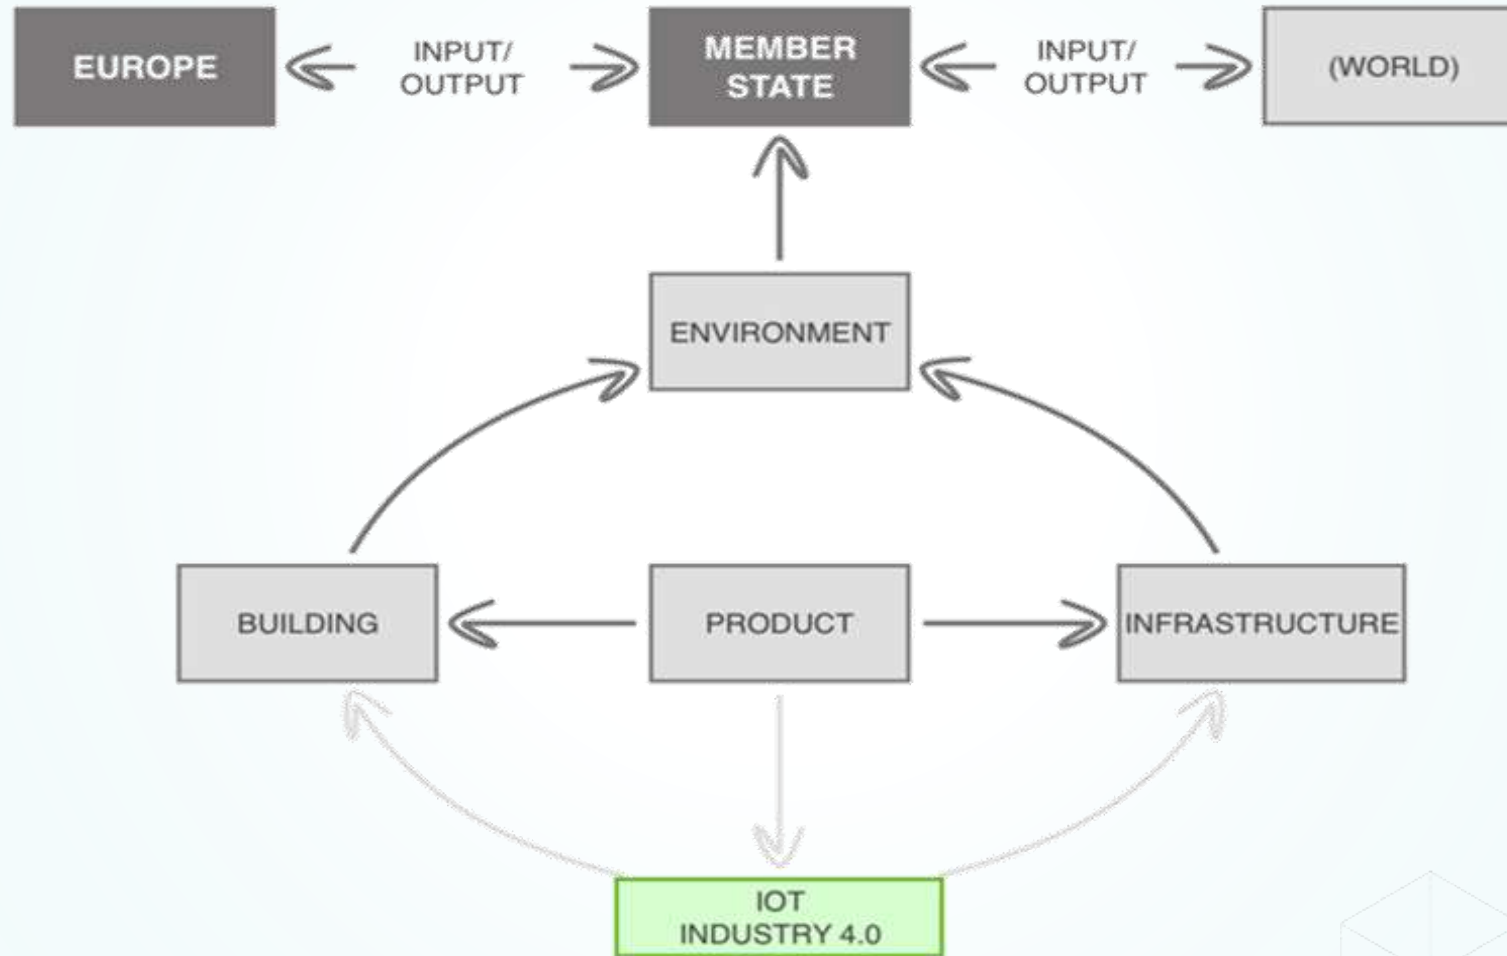 EUROPE
INPUT/
OUTPUT
MEMBER
STATE
INPUT/
OUTPUT
(WORLD)
ENVIRONMENT
BUILDING
PRODUCT
INFRASTRUCTURE
IOT
INDUSTRY 4.0